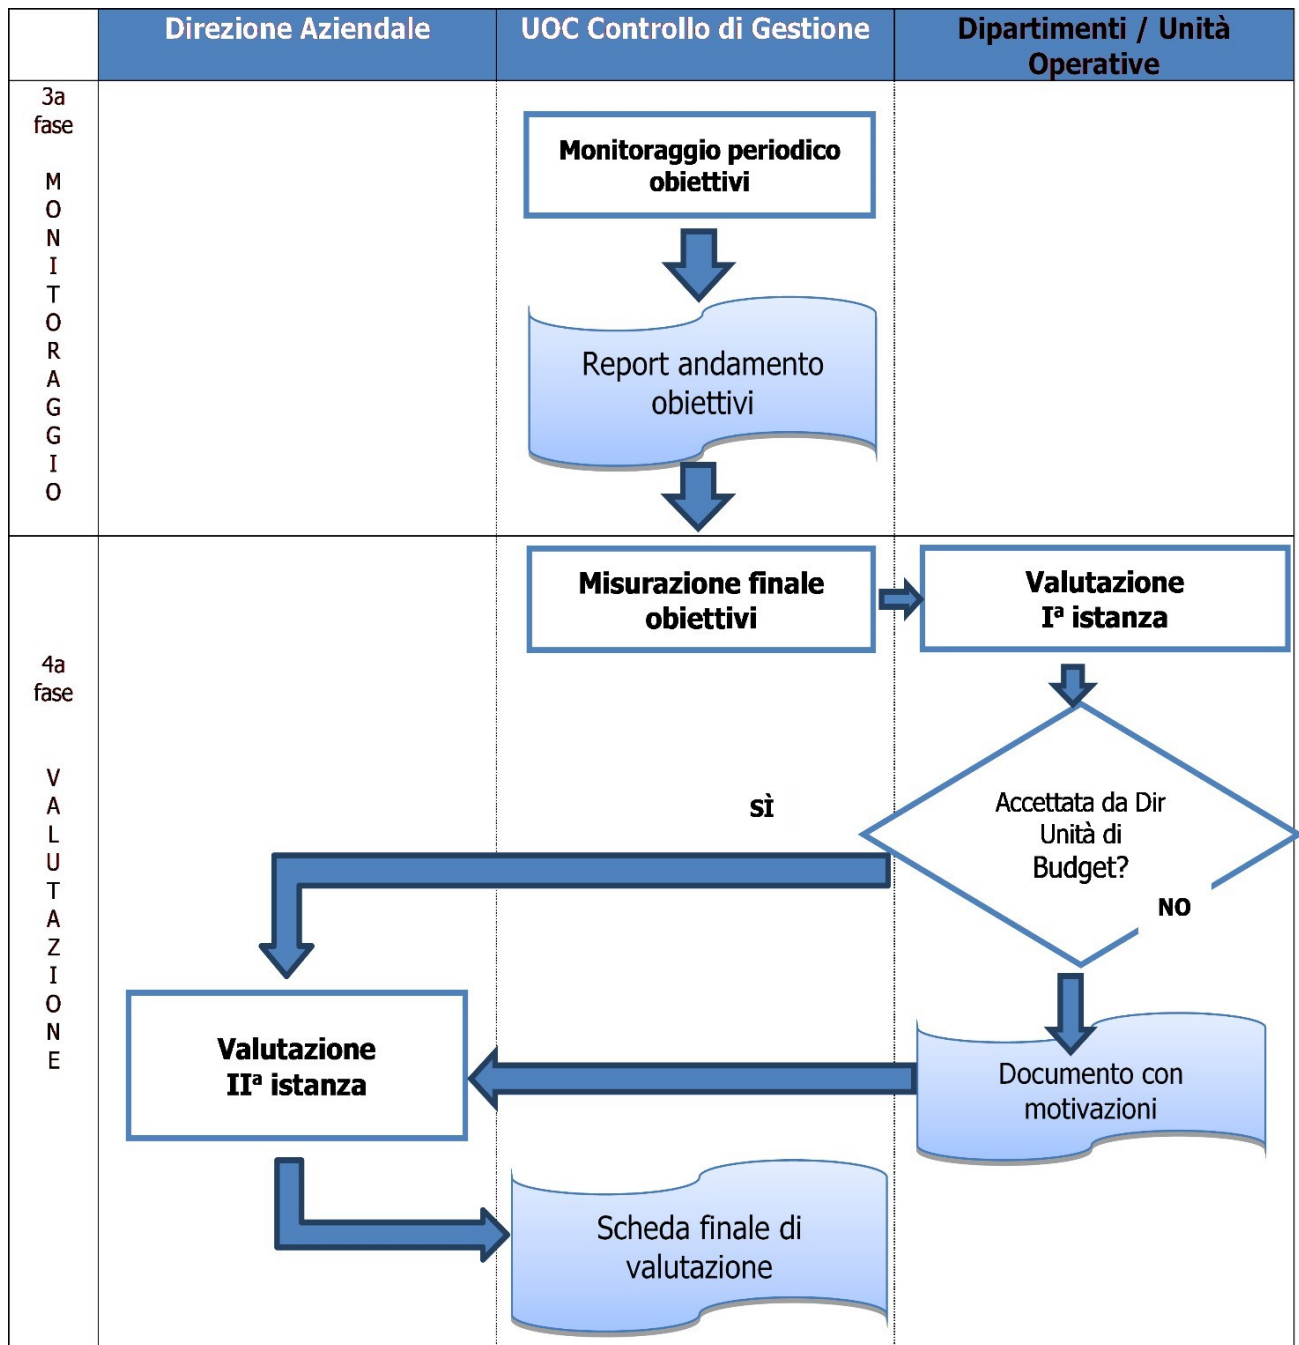 Direzione Aziendale
UOC Controllo di Gestione
Dipartimenti / Unità
Operative
3a
fase
M
O
N
I
T
O
R
A
G
G
I
O
Monitoraggio periodico
obiettivi
Report andamento
obiettivi
4a
fase
V
A
L
U
T
A
Z
I
O
N
E
Misurazione finale
obiettivi
Valutazione
Iª istanza
Accettata da Dir
Unità di
Budget?
SÌ
NO
Valutazione
IIª istanza
Documento con
motivazioni
Scheda finale di
valutazione